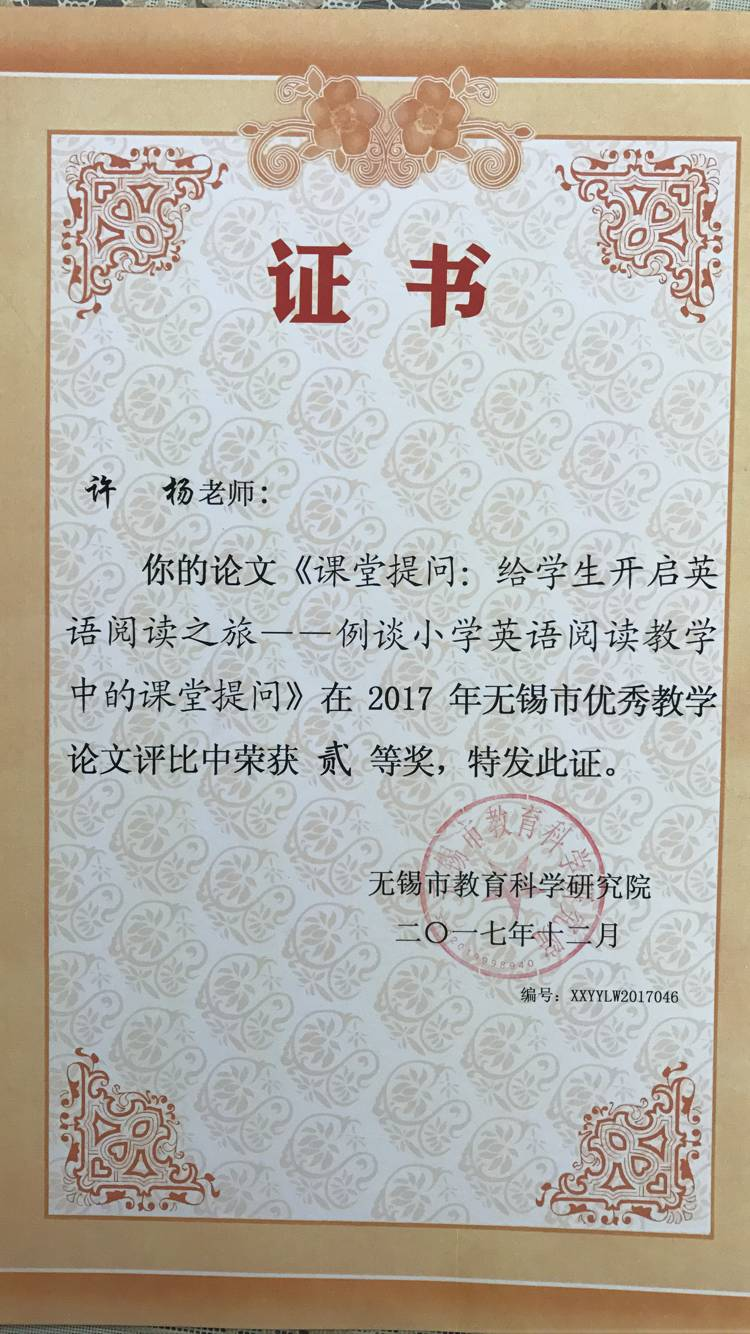 证书
许 杨老师：
你的论文《课堂提问：给学生开启英
语阅读之旅———例谈小学英语阅读教学
中的课堂提问》在 2017 年无锡市优秀教学
论文评比中荣获 贰 等奖，特发此证。
无锡市教育科学研究院
二〇一七年十二月
编号：XXYYLW2017046